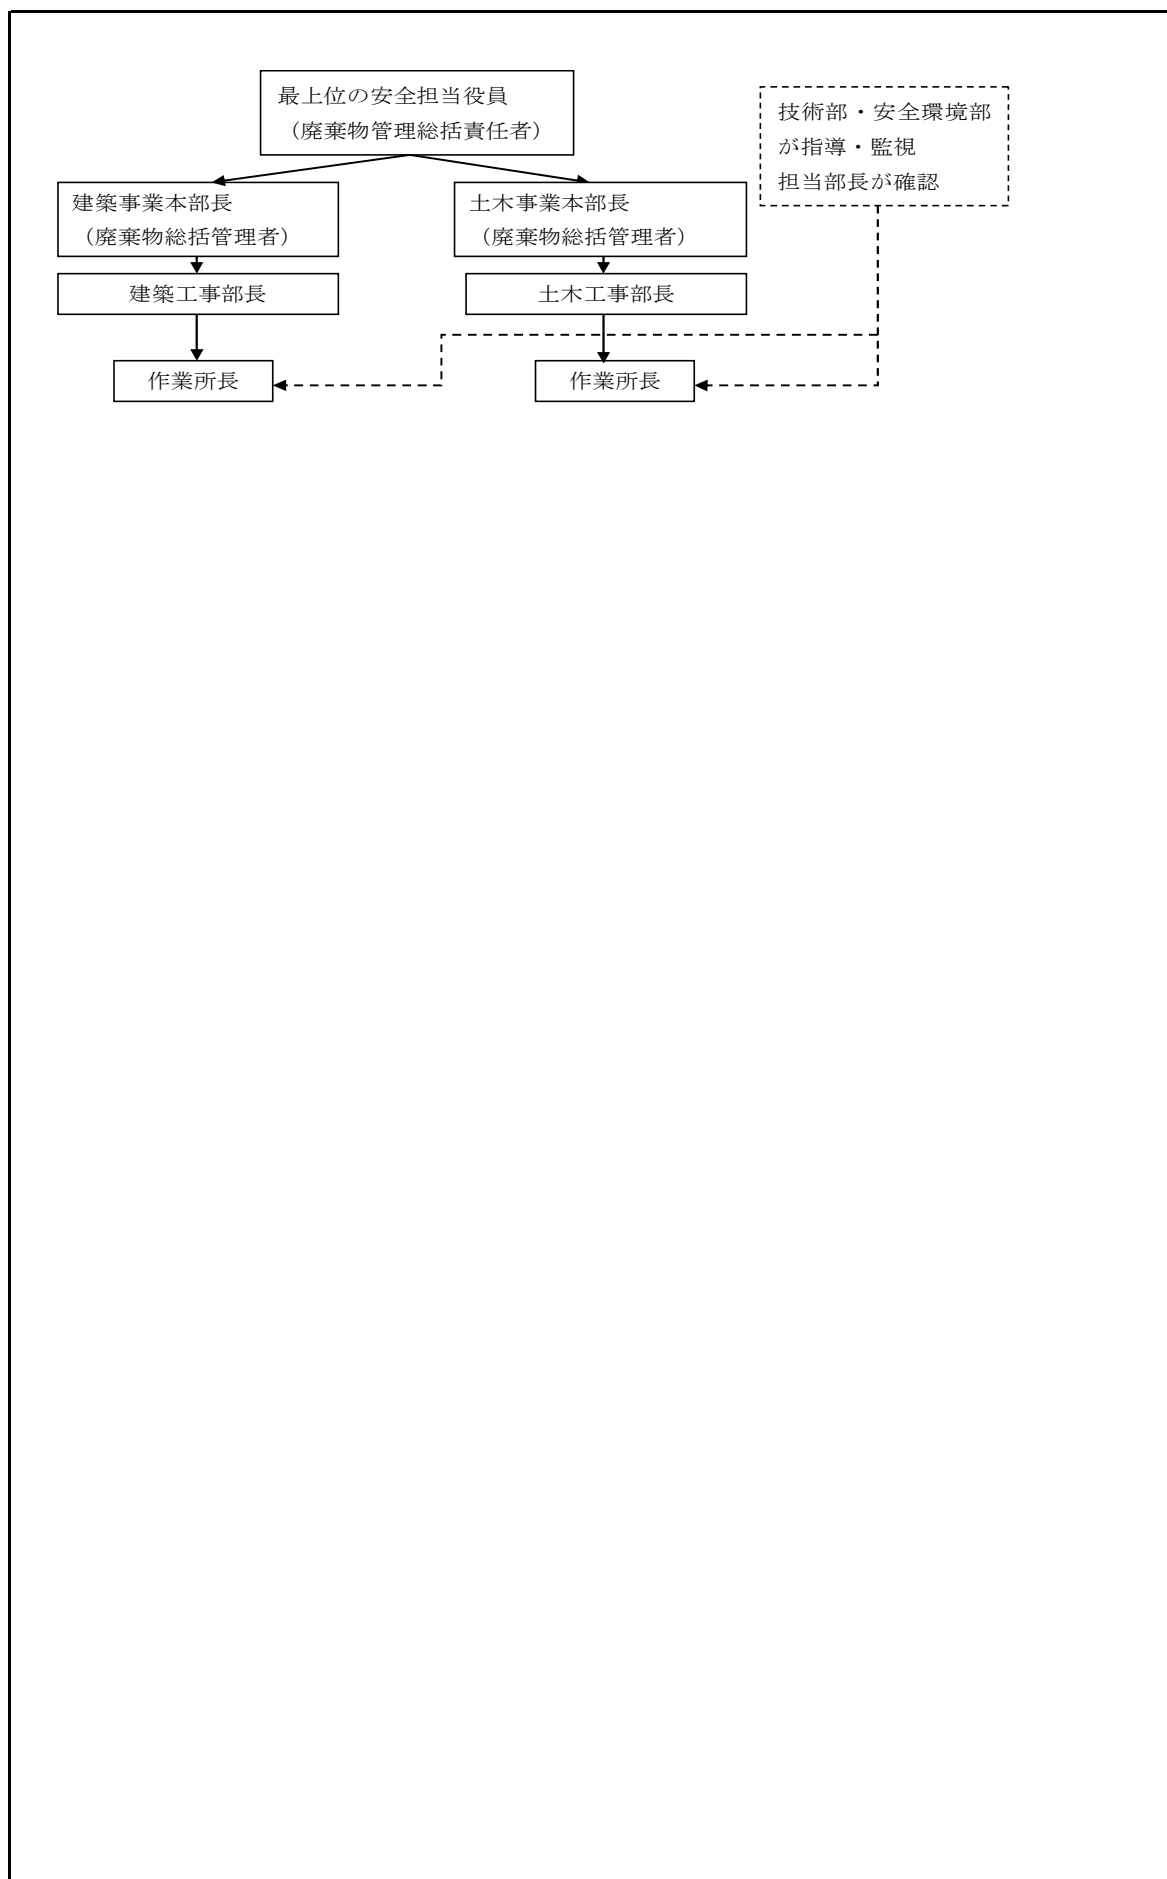 最上位の安全担当役員
（廃棄物管理総括責任者）
技術部・安全環境部
が指導・監視
担当部長が確認
建築事業本部長
（廃棄物総括管理者）
土木事業本部長
（廃棄物総括管理者）
建築工事部長
土木工事部長
作業所長
作業所長